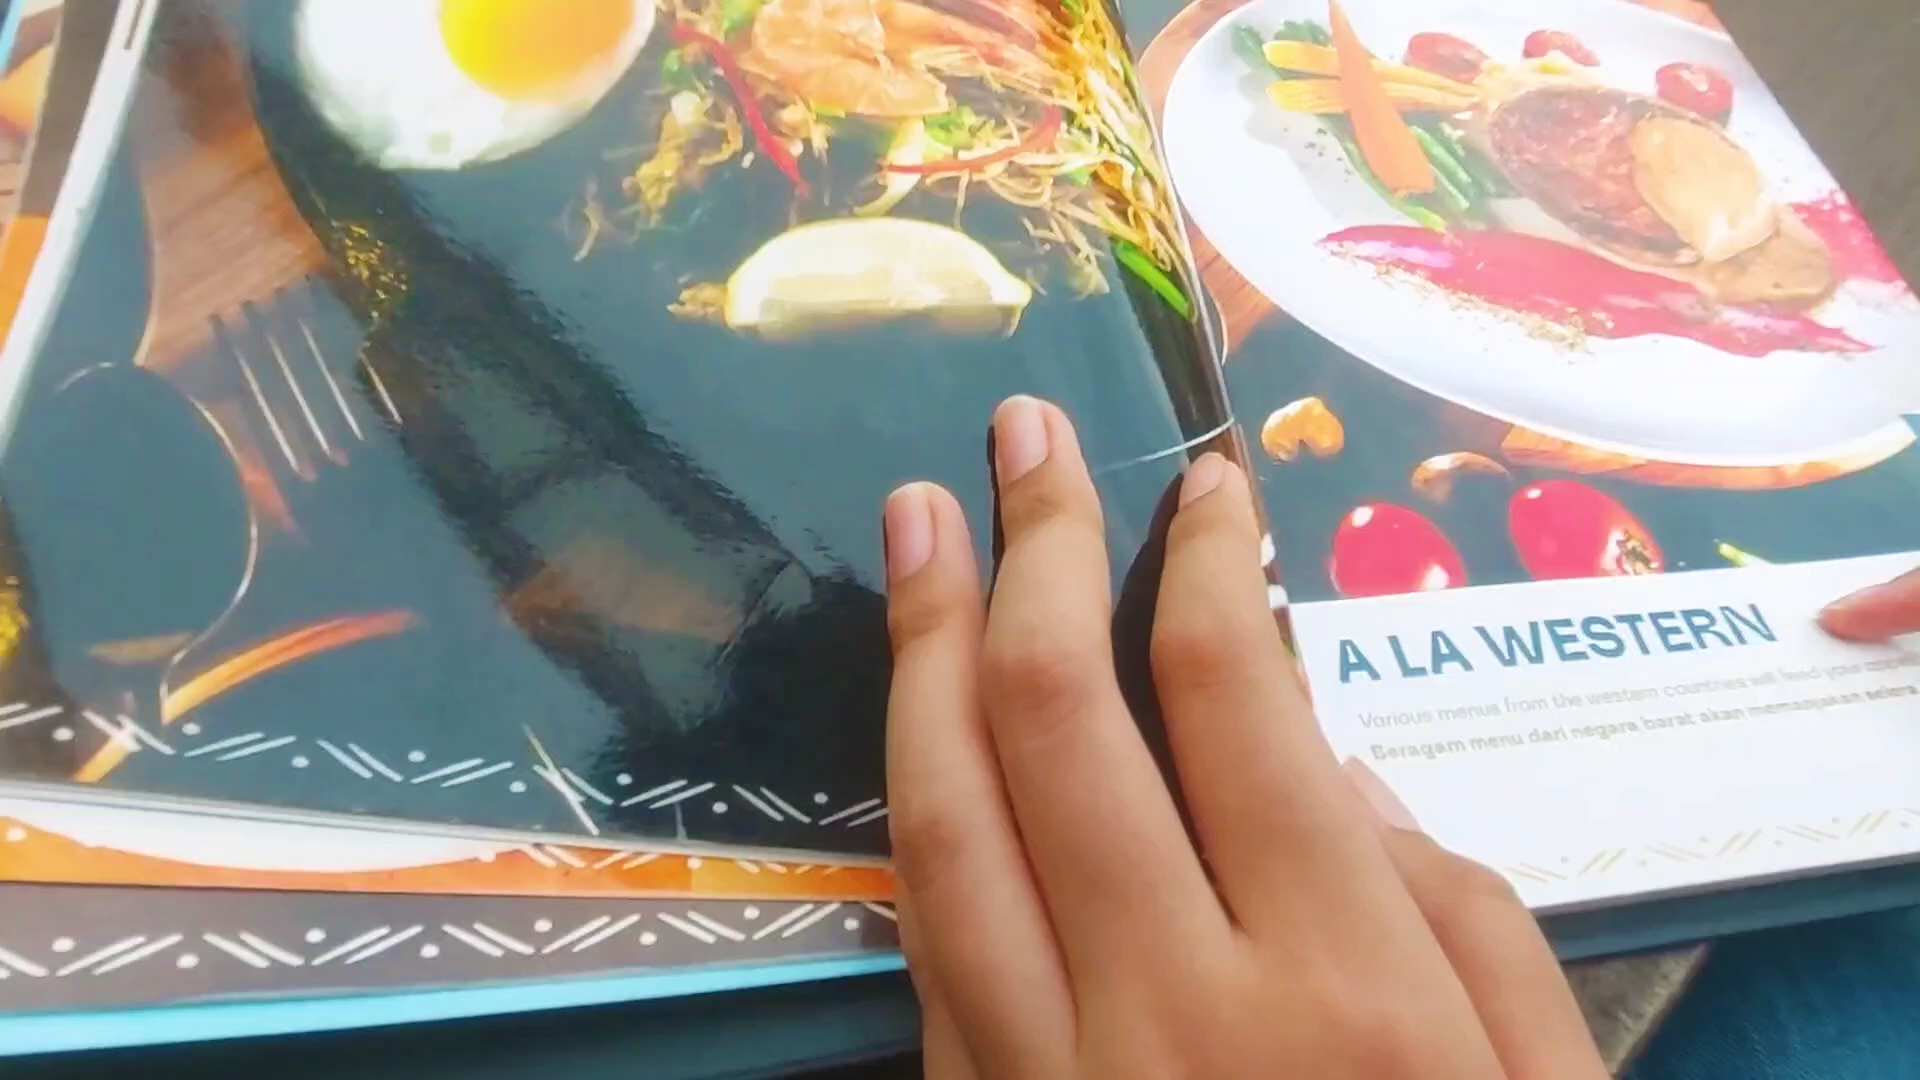 A LA WESTERN
Various menus from the western countries will feed your
Beragam menu dari negara barat akan memanjakan selera